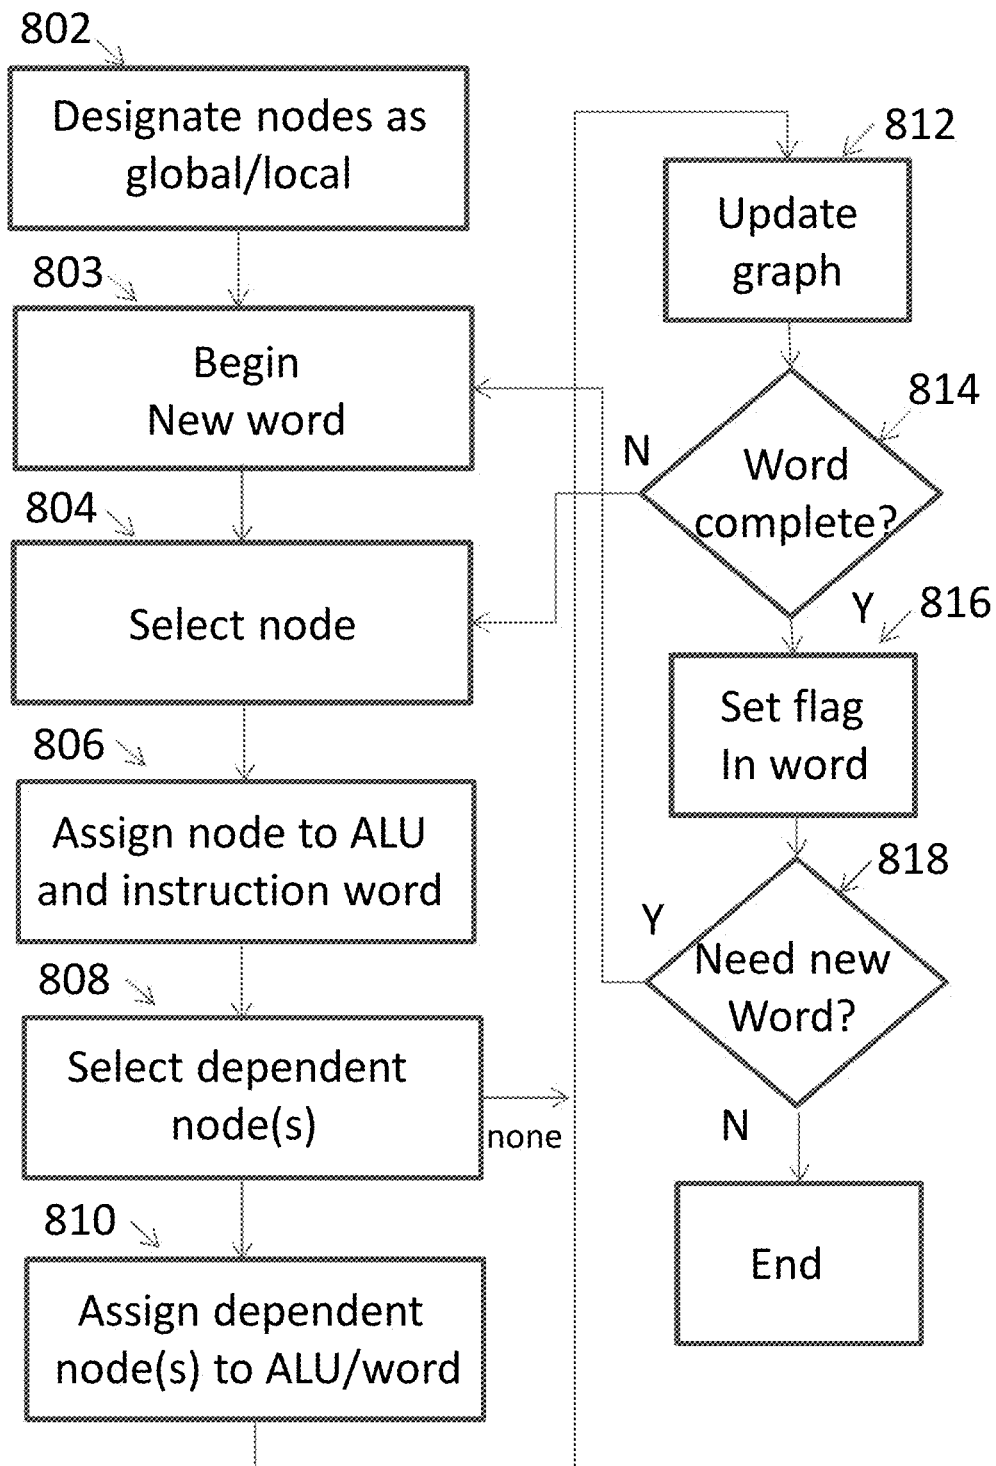 802
Designate nodes as
global/local
803
Begin
New word
804
Select node
806
Assign node to ALU
and instruction word
808
Select dependent
node(s)
none
810
Assign dependent
node(s) to ALU/word
812
Update
graph
814
N
Word
complete?
Y
816
Set flag
In word
818
Y
Need new
Word?
N
End